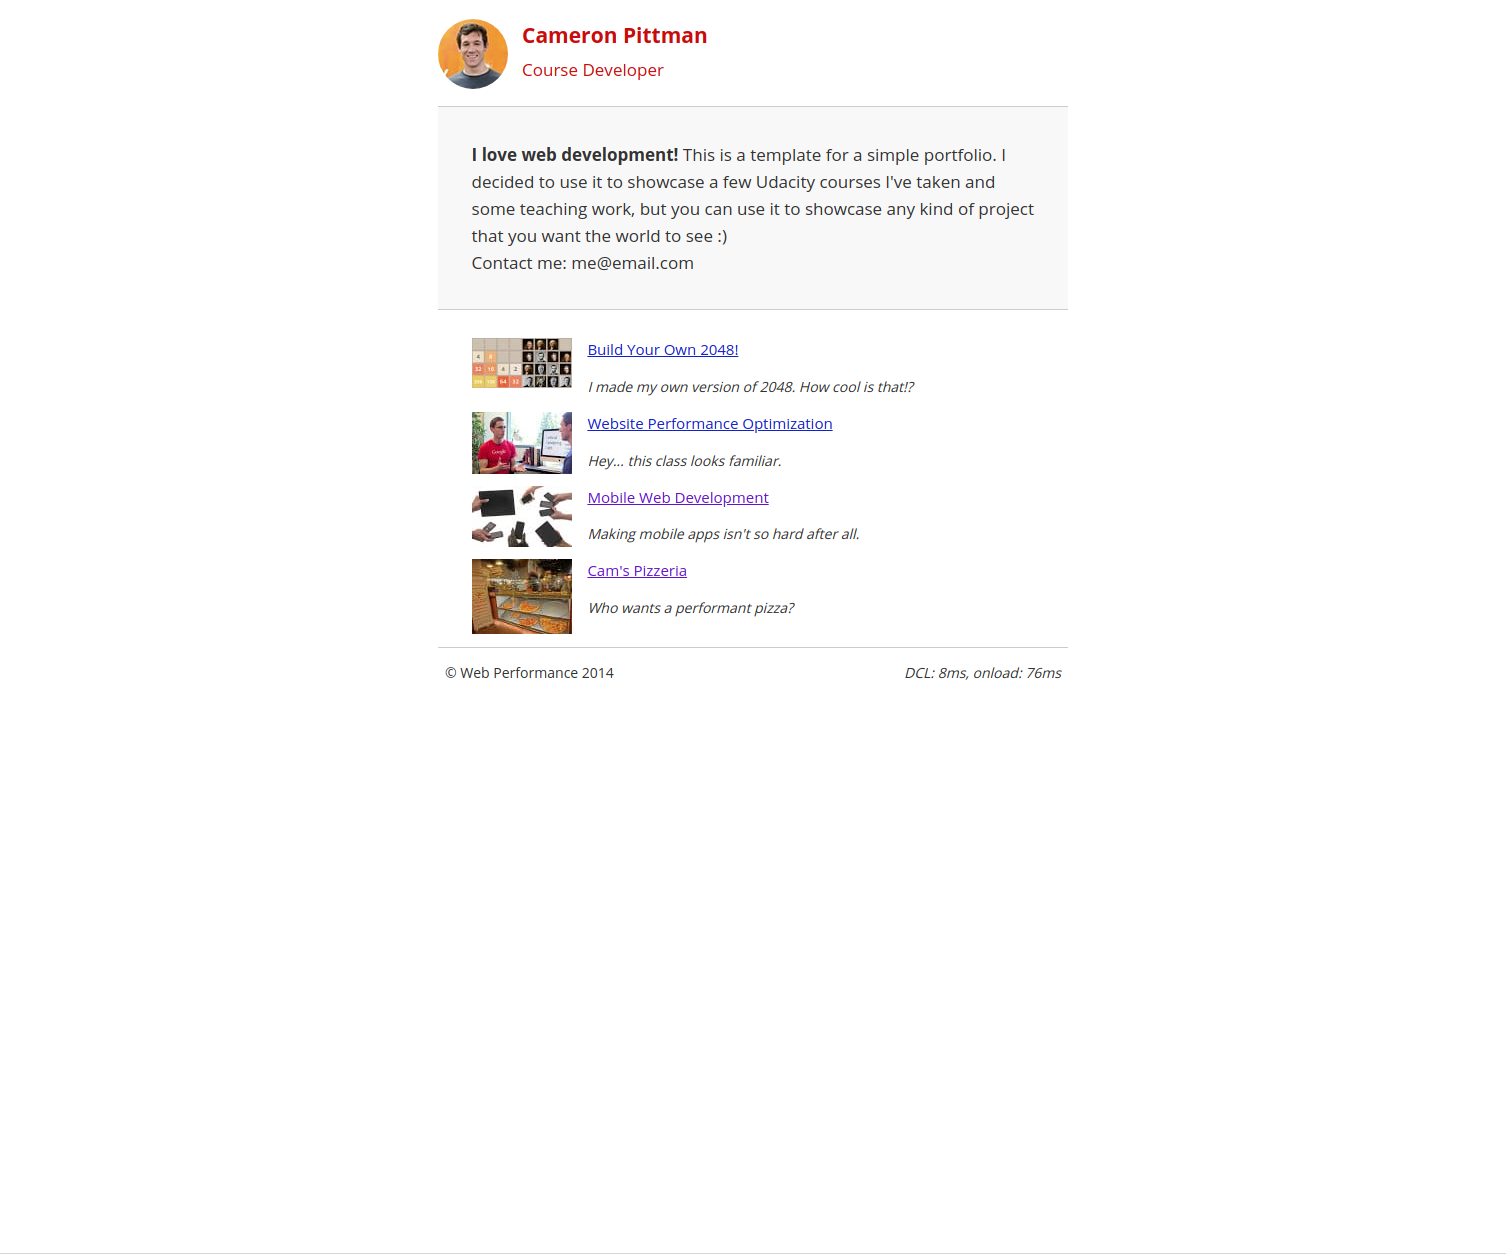 Cameron Pittman
Course Developer
I love web development! This is a template for a simple portfolio. I
decided to use it to showcase a few Udacity courses I've taken and
some teaching work, but you can use it to showcase any kind of project
that you want the world to see :)
Contact me: me@email.com
Build Your Own 2048!
I made my own version of 2048. How cool is that!?
Website Performance Optimization
Hey... this class looks familiar.
Mobile Web Development
Making mobile apps isn't so hard after all.
Cam's Pizzeria
Who wants a performant pizza?
© Web Performance 2014
DCL: 8ms, onload: 76ms